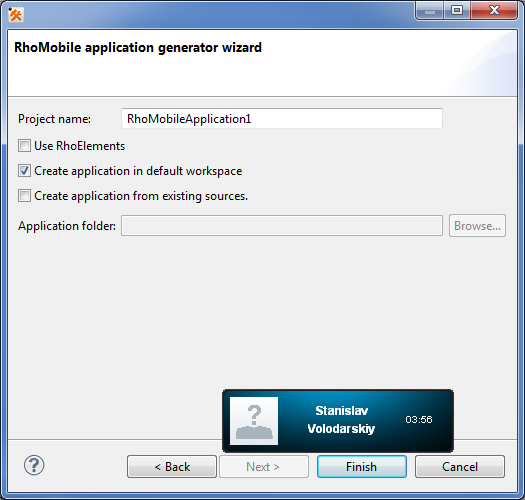 RhoMobile application generator wizard
Project name: RhoMobileApplication1
Use RhoElements
Create application in default workspace
Create application from existing sources.
Application folder: Browse...
Stanislav
Volodarskiy
03:56
? < Back Next > Finish Cancel